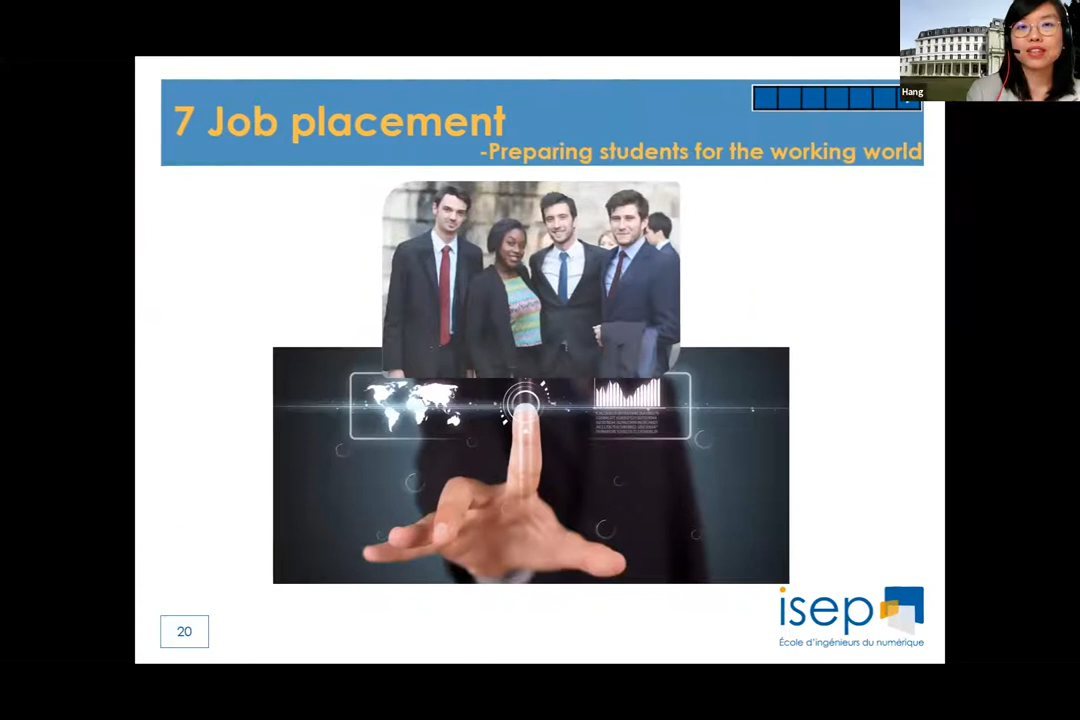 Hang
7 Job placement
-Preparing students for the working world
isep
École d'ingénieurs du numérique
20